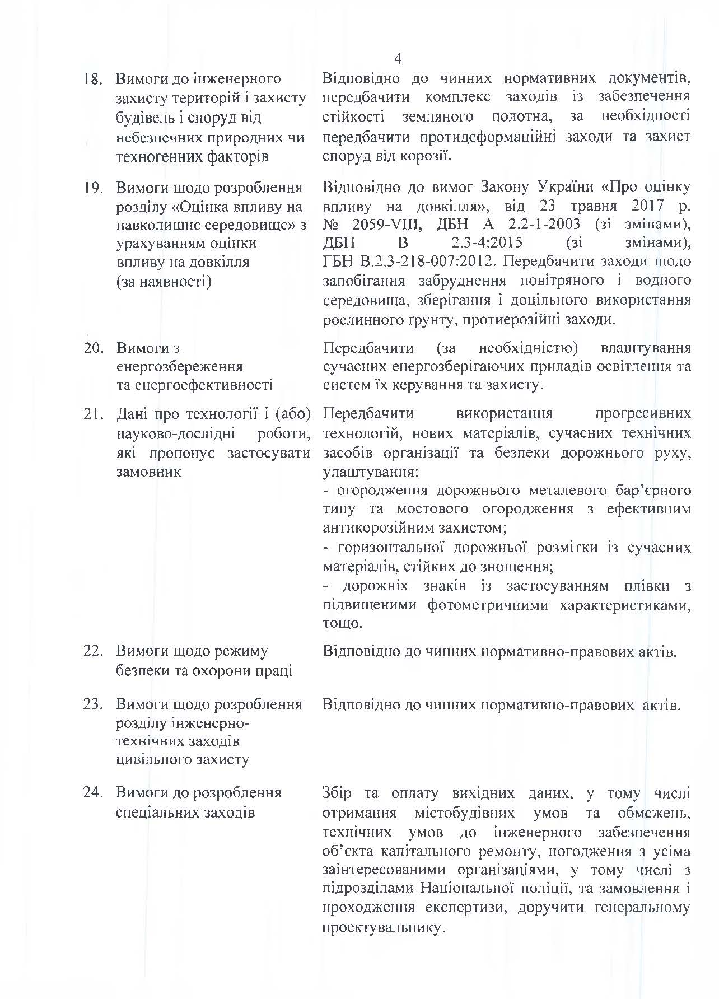 4
18. Вимоги до інженерного
захисту територій і захисту
будівель і споруд від
небезпечних природних чи
техногенних факторів
Відповідно до чинних нормативних документів,
передбачити комплекс заходів із забезпечення
стійкості земляного полотна, за необхідності
передбачити протидеформаційні заходи та захист
споруд від корозії.
19. Вимоги щодо розроблення
розділу «Оцінка впливу на
навколишнє середовище» з
урахуванням оцінки
впливу на довкілля
(за наявності)
Відповідно до вимог Закону України «Про оцінку
впливу на довкілля», від 23 травня 2017 р.
№ 2059-VIII, ДБН А 2.2-1-2003 (зі змінами),
ДБН В 2.3-4:2015 (зі змінами),
ГБН В.2.3-218-007:2012. Передбачити заходи щодо
запобігання забруднення повітряного і водного
середовища, зберігання і доцільного використання
рослинного ґрунту, протиерозійні заходи.
20. Вимоги з
енергозбереження
та енергоефективності
Передбачити (за необхідністю) влаштування
сучасних енергозберігаючих приладів освітлення та
систем їх керування та захисту.
21. Дані про технології і (або)
науково-дослідні роботи,
які пропонує застосувати
замовник
Передбачити використання прогресивних
технологій, нових матеріалів, сучасних технічних
засобів організації та безпеки дорожнього руху,
улаштування:
- огородження дорожнього металевого бар’єрного
типу та мостового огородження з ефективним
антикорозійним захистом;
- горизонтальної дорожньої розмітки із сучасних
матеріалів, стійких до зношення;
- дорожніх знаків із застосуванням плівки з
підвищеними фотометричними характеристиками,
тощо.
22. Вимоги щодо режиму
безпеки та охорони праці
Відповідно до чинних нормативно-правових актів.
23. Вимоги щодо розроблення
розділу інженерно-
технічних заходів
цивільного захисту
Відповідно до чинних нормативно-правових актів.
24. Вимоги до розроблення
спеціальних заходів
Збір та оплату вихідних даних, у тому числі
отримання містобудівних умов та обмежень,
технічних умов до інженерного забезпечення
об’єкта капітального ремонту, погодження з усіма
заінтересованими організаціями, у тому числі з
підрозділами Національної поліції, та замовлення і
проходження експертизи, доручити генеральному
проектувальнику.